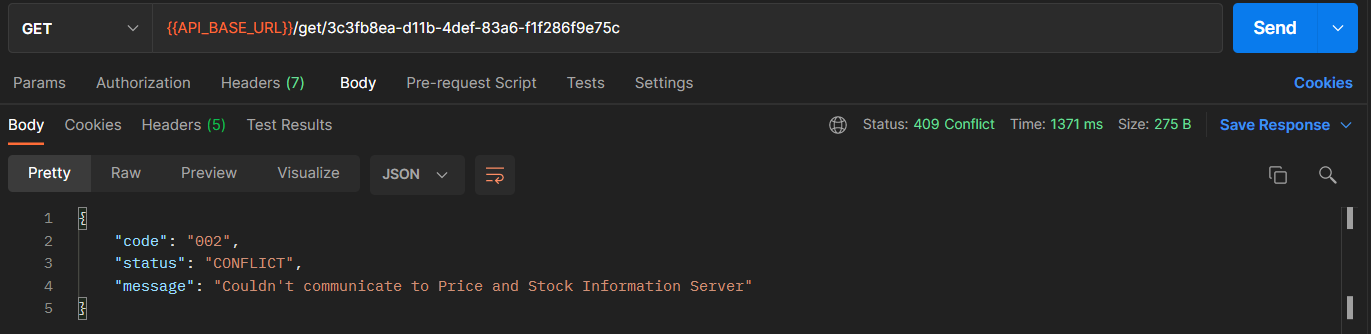 GET {{API_BASE_URL}}/get/3c3fb8ea-d11b-4def-83a6-f1f286f9e75c Send
Params Authorization Headers (7) Body Pre-request Script Tests Settings Cookies
Body Cookies Headers (5) Test Results Status: 409 Conflict Time: 1371 ms Size: 275 B Save Response
Pretty Raw Preview Visualize JSON
1 {
2 "code": "002",
3 "status": "CONFLICT",
4 "message": "Couldn't communicate to Price and Stock Information Server"
5 }